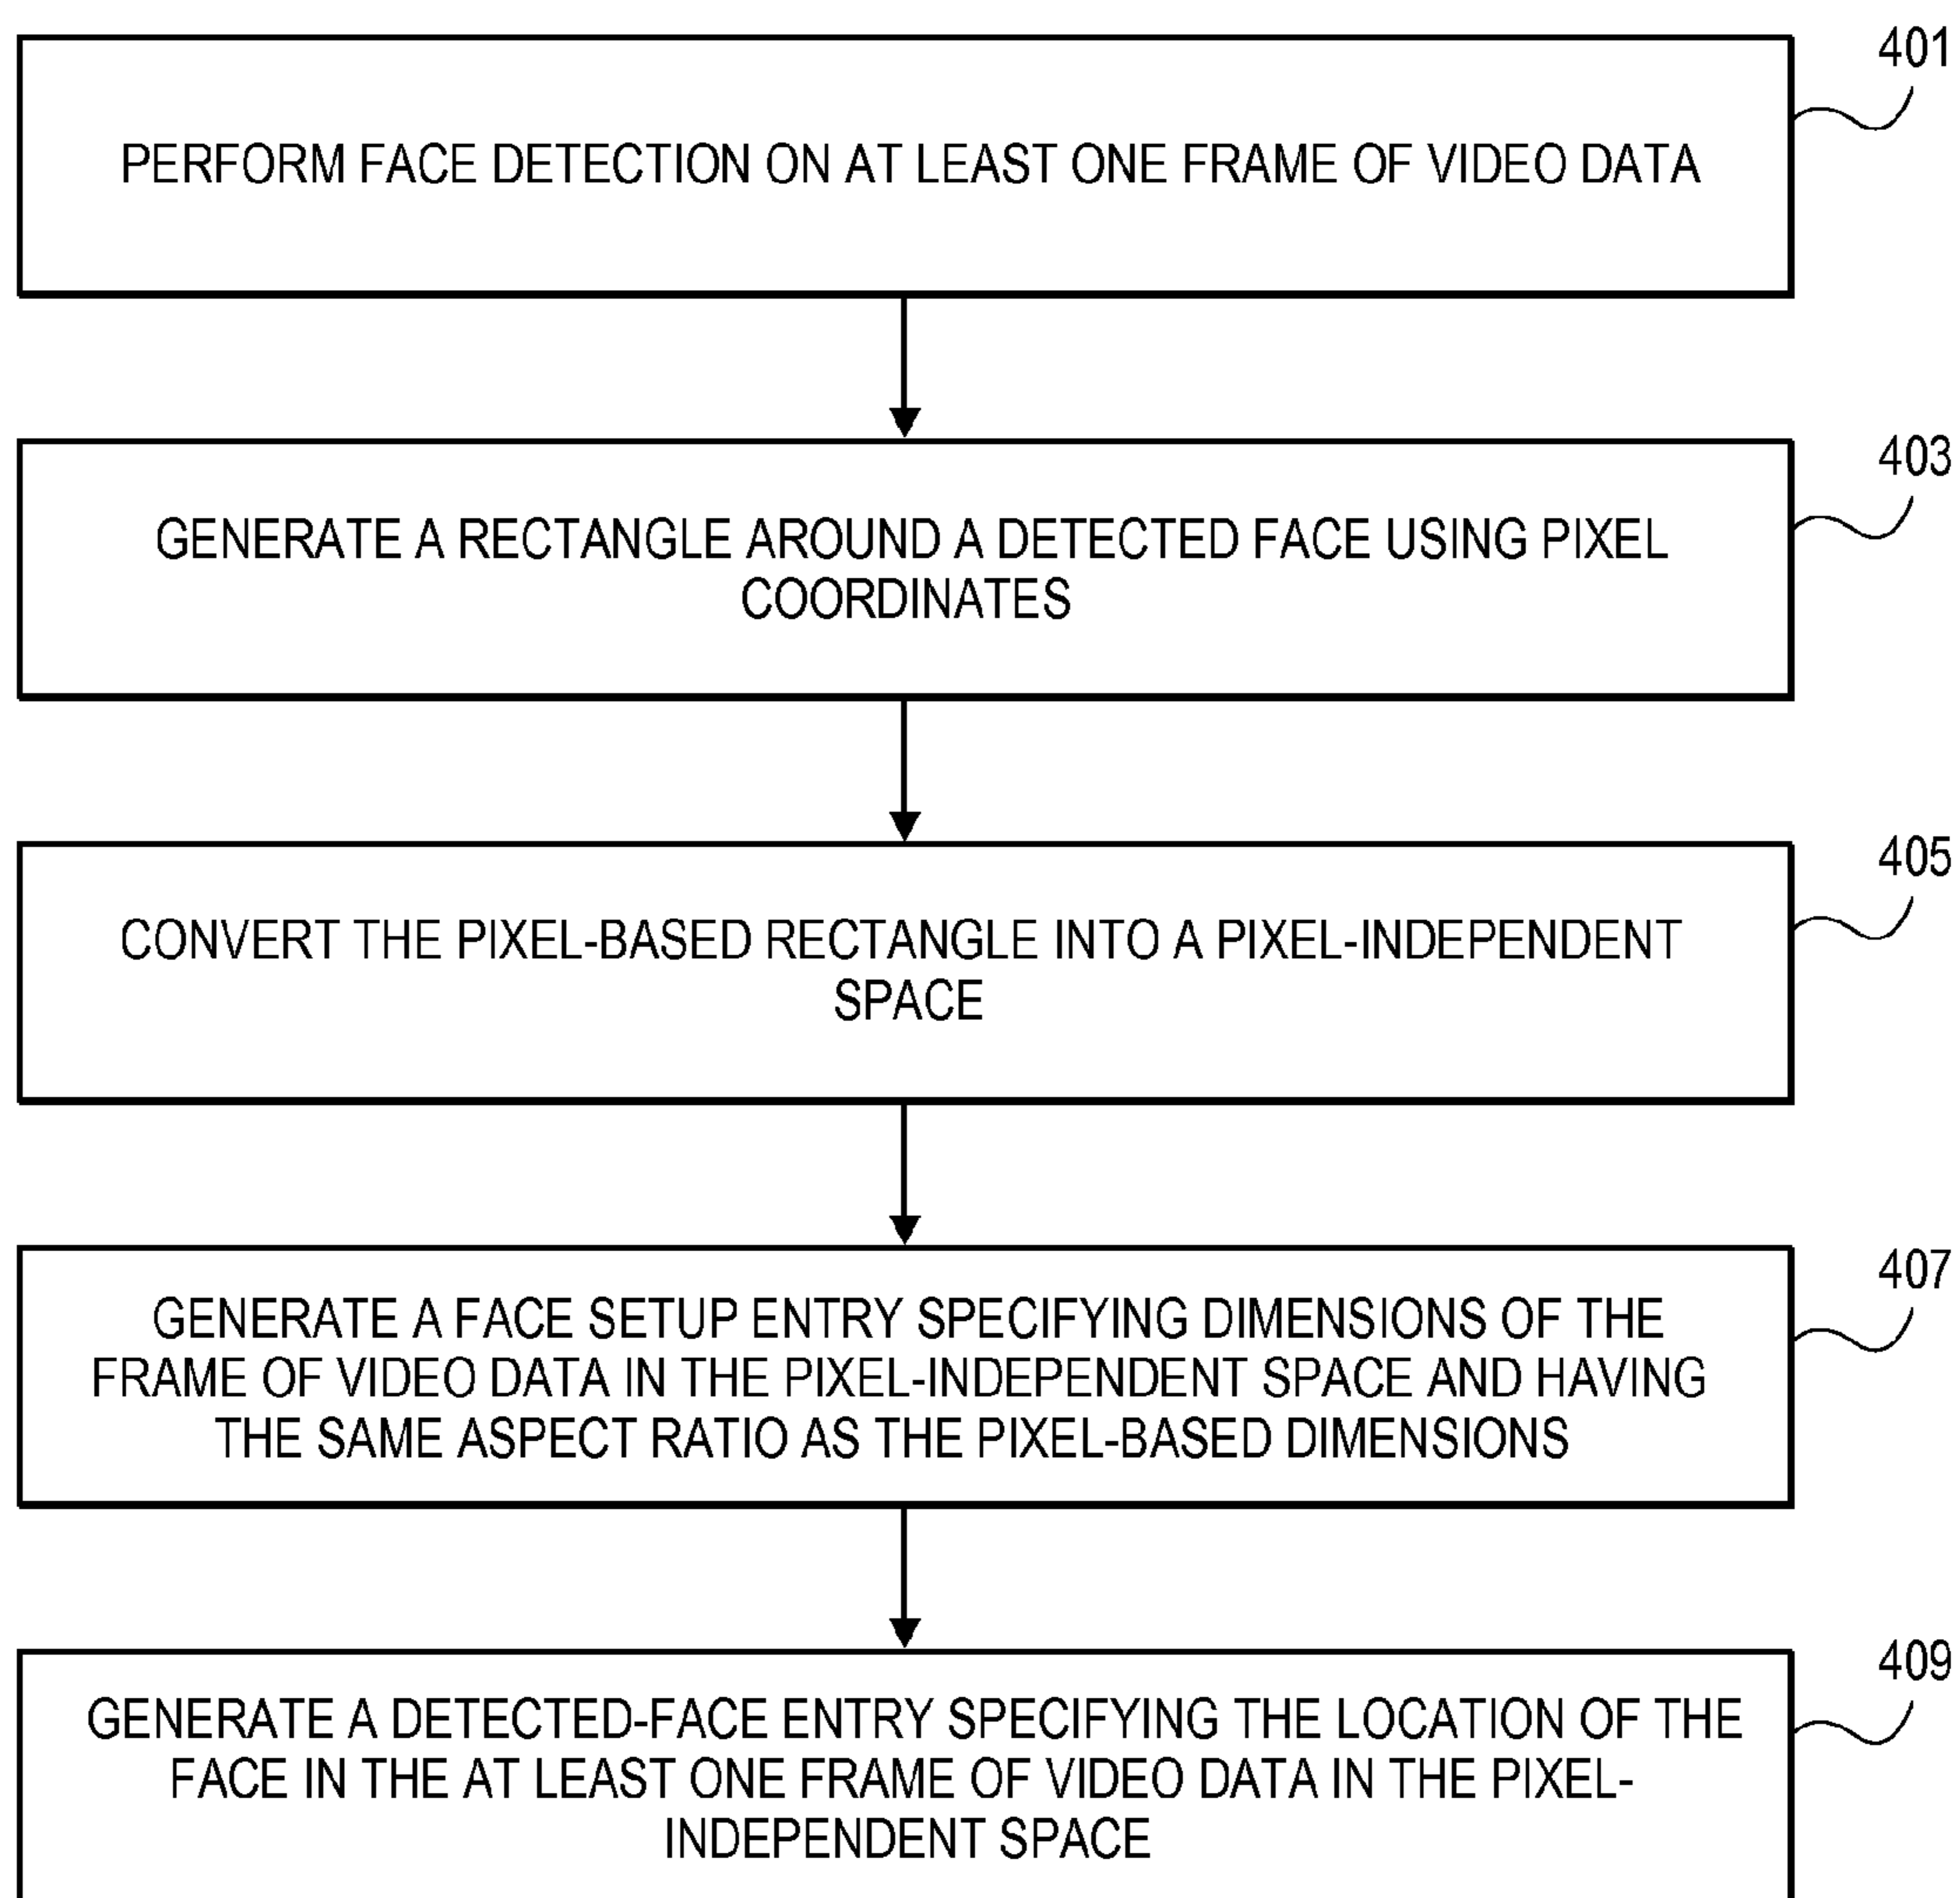 401
PERFORM FACE DETECTION ON AT LEAST ONE FRAME OF VIDEO DATA
403
GENERATE A RECTANGLE AROUND A DETECTED FACE USING PIXEL
COORDINATES
405
CONVERT THE PIXEL-BASED RECTANGLE INTO A PIXEL-INDEPENDENT
SPACE
407
GENERATE A FACE SETUP ENTRY SPECIFYING DIMENSIONS OF THE
FRAME OF VIDEO DATA IN THE PIXEL-INDEPENDENT SPACE AND HAVING
THE SAME ASPECT RATIO AS THE PIXEL-BASED DIMENSIONS
409
GENERATE A DETECTED-FACE ENTRY SPECIFYING THE LOCATION OF THE
FACE IN THE AT LEAST ONE FRAME OF VIDEO DATA IN THE PIXEL-
INDEPENDENT SPACE